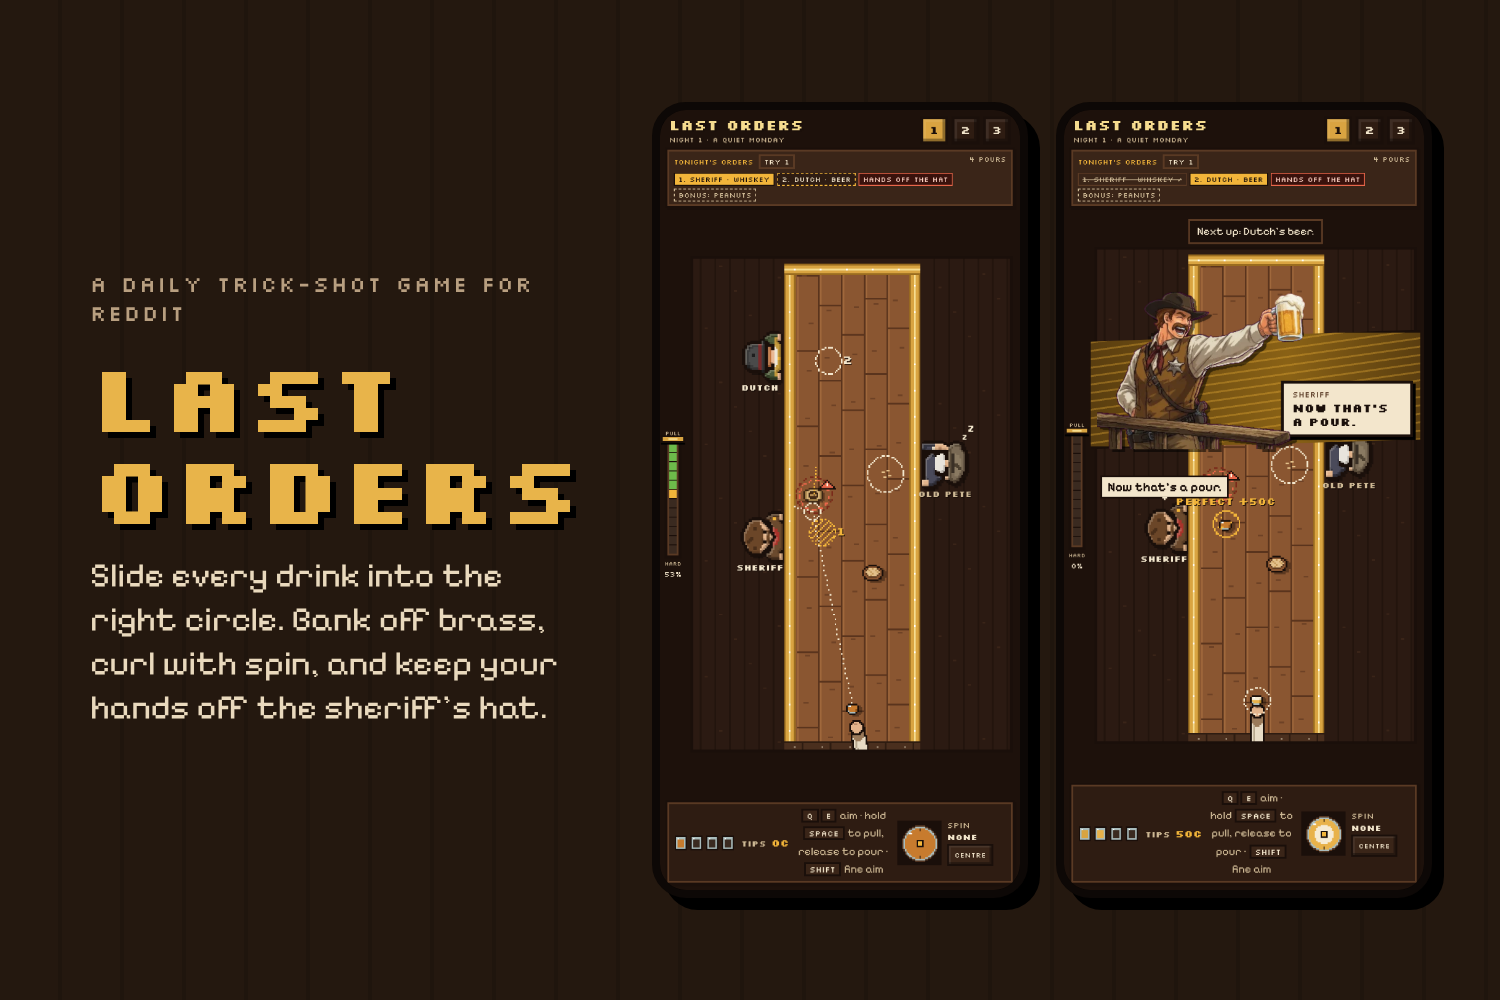 A DAILY TRICK-SHOT GAME FOR
REDDIT
LAST
ORDERS
Slide every drink into the
right circle. Bank off brass,
curl with spin, and keep your
hands off the sheriff's hat.
LAST ORDERS
NIGHT 1 · A QUIET MONDAY
1 2 3
TONIGHT'S ORDERS TRY 1 4 POURS
1. SHERIFF · WHISKEY 2. DUTCH · BEER HANDS OFF THE HAT
BONUS: PEANUTS
2
DUTCH
z
z
PULL
OLD PETE
1
SHERIFF
HARD
53%
Q E aim · hold
SPACE to pull,
release to pour ·
SHIFT fine aim
TIPS 0¢
SPIN
NONE
CENTRE
LAST ORDERS
NIGHT 1 · A QUIET MONDAY
1 2 3
TONIGHT'S ORDERS TRY 1 4 POURS
1. SHERIFF · WHISKEY ✓ 2. DUTCH · BEER HANDS OFF THE HAT
BONUS: PEANUTS
Next up: Dutch's beer.
SHERIFF
NOW THAT'S
A POUR.
PULL
OLD PETE
Now that's a pour.
PERFECT +50¢
SHERIFF
HARD
0%
Q E aim ·
hold SPACE to
pull, release to
pour · SHIFT
fine aim
TIPS 50¢
SPIN
NONE
CENTRE